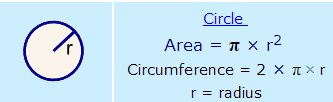 r
Circle
Area = π × r²
Circumference = 2 × π × r
r = radius